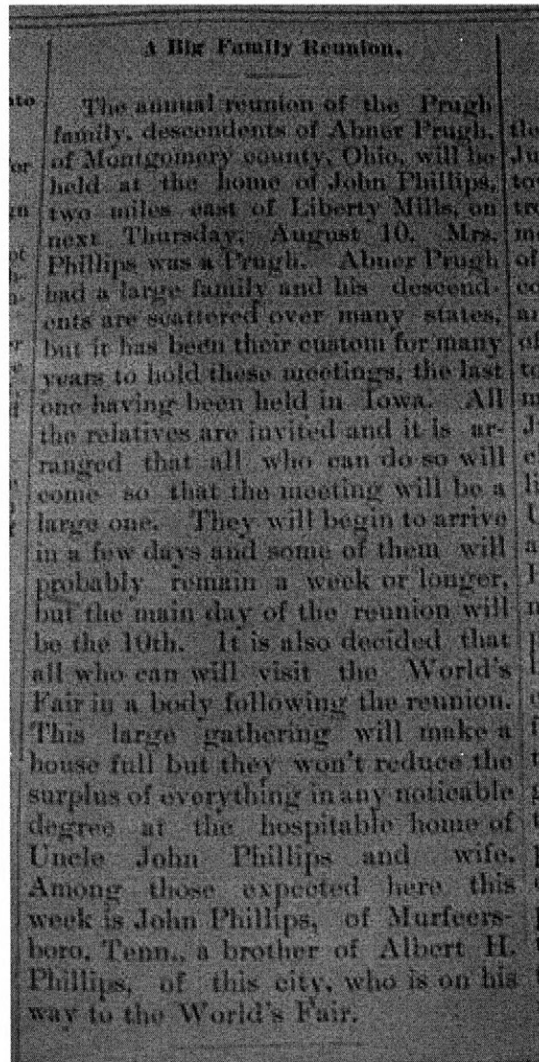 A Big Family Reunion.
The annual reunion of the Prugh
family, descendents of Abner Prugh,
of Montgomery county, Ohio, will be
held at the home of John Phillips,
two miles east of Liberty Mills, on
next Thursday, August 10. Mrs.
Phillips was a Prugh. Abner Prugh
had a large family and his descend-
ents are scattered over many states,
but it has been their custom for many
years to hold these meetings, the last
one having been held in Iowa. All
the relatives are invited and it is ar-
ranged that all who can do so will
come so that the meeting will be a
large one. They will begin to arrive
in a few days and some of them will
probably remain a week or longer,
but the main day of the reunion will
be the 10th. It is also decided that
all who can will visit the World's
Fair in a body following the reunion.
This large gathering will make a
house full but they won't reduce the
surplus of everything in any noticable
degree at the hospitable home of
Uncle John Phillips and wife.
Among those expected here this
week is John Phillips, of Murfeers-
boro, Tenn., a brother of Albert H.
Phillips, of this city, who is on his
way to the World's Fair.